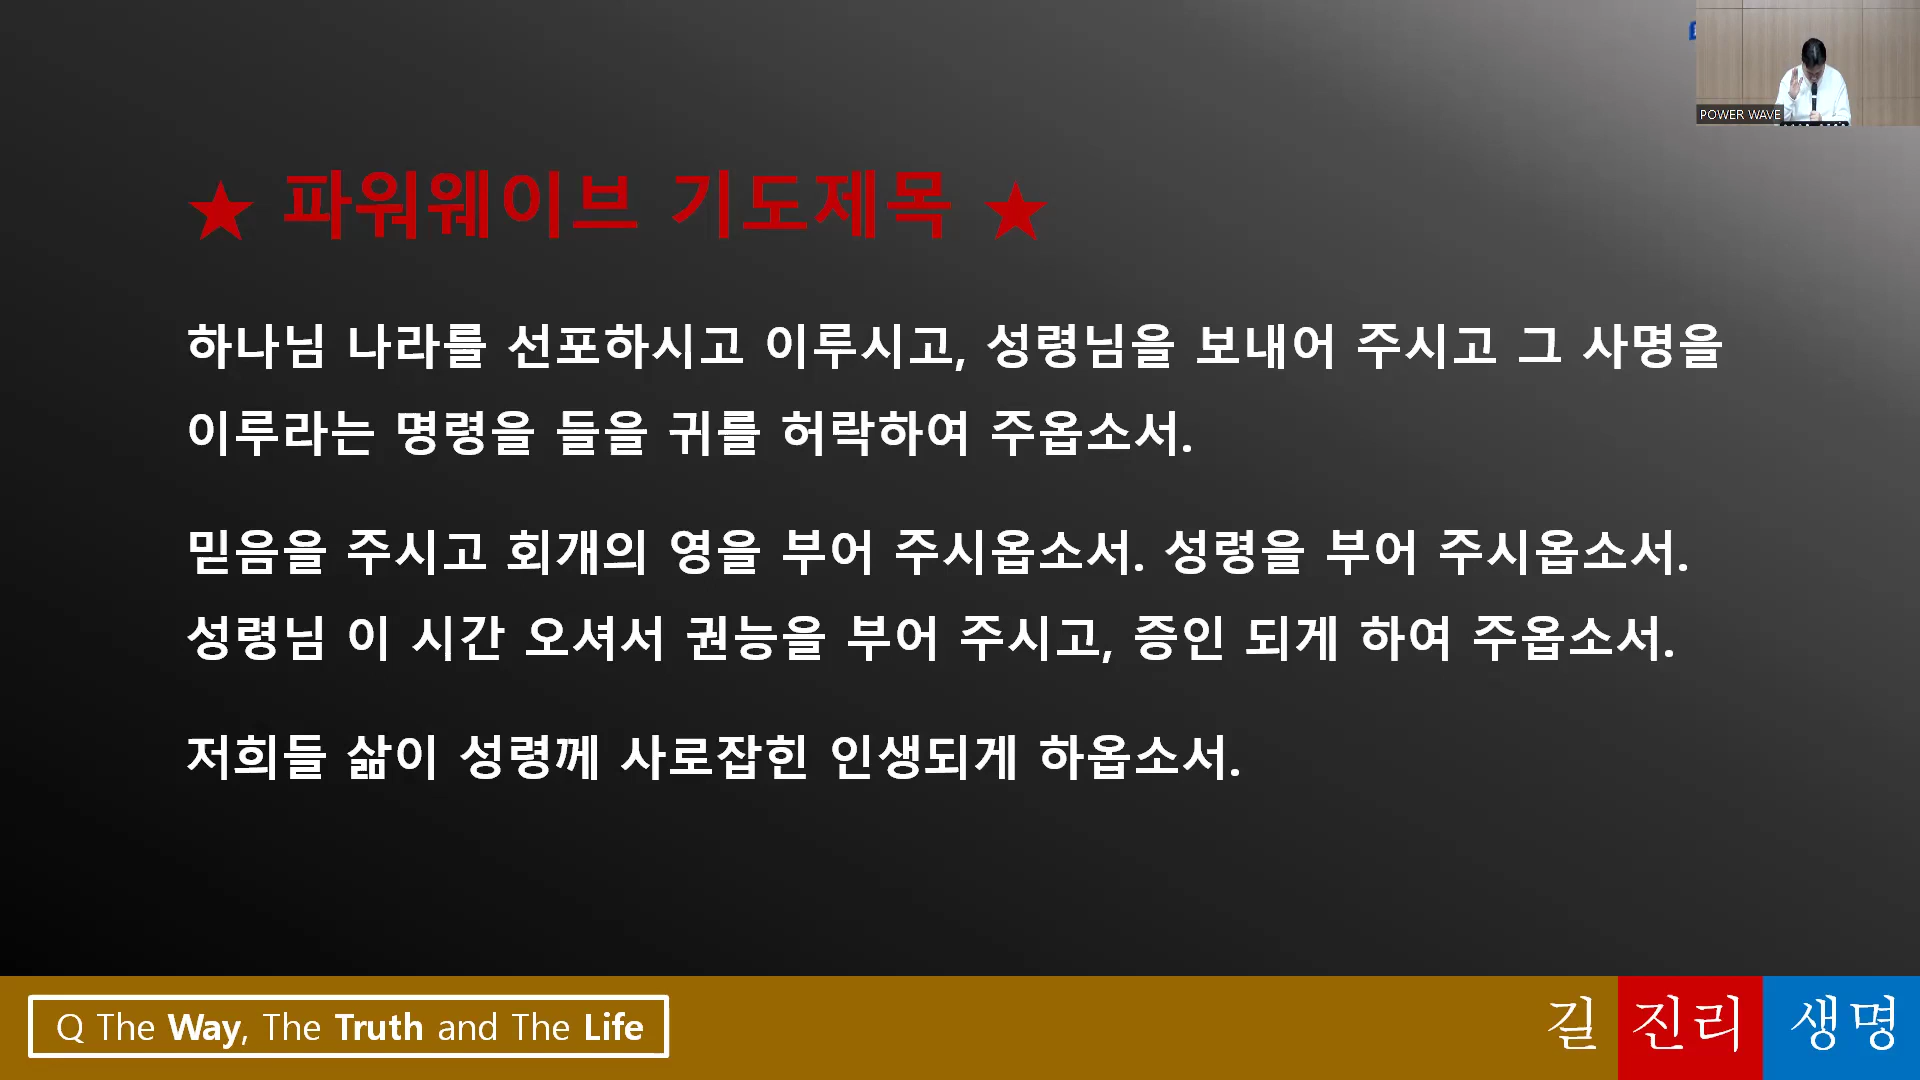 POWER WAVE
★ 파워웨이브 기도제목 ★
하나님 나라를 선포하시고 이루시고, 성령님을 보내어 주시고 그 사명을
이루라는 명령을 들을 귀를 허락하여 주옵소서.
믿음을 주시고 회개의 영을 부어 주시옵소서. 성령을 부어 주시옵소서.
성령님 이 시간 오셔서 권능을 부어 주시고, 증인 되게 하여 주옵소서.
저희들 삶이 성령께 사로잡힌 인생되게 하옵소서.
Q The Way, The Truth and The Life
길 진리 생명